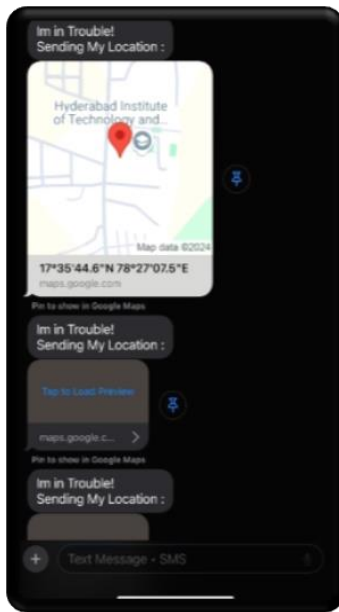 Im in Trouble!
Sending My Location :
Hyderabad Institute
of Technology and...
Map data ©2024
17°35'44.6"N 78°27'07.5"E
maps.google.com
Pin to show in Google Maps
Im in Trouble!
Sending My Location :
Tap to Load Preview
maps.google.c...
Pin to show in Google Maps
Im in Trouble!
Sending My Location :
Text Message • SMS